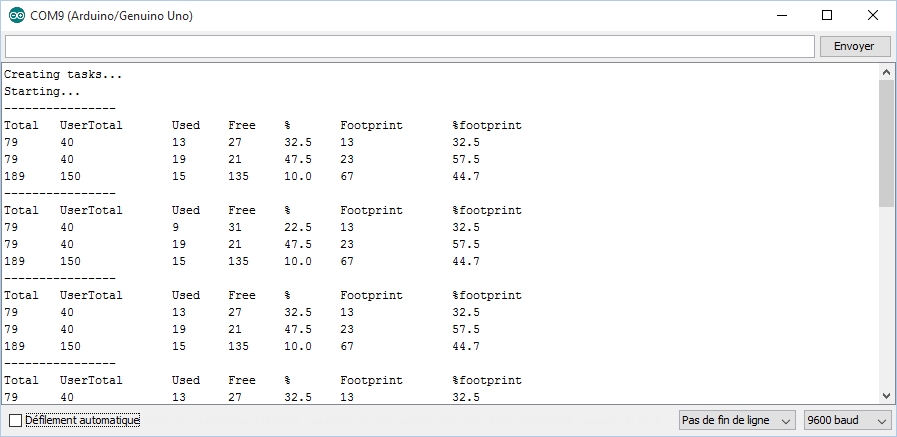 COM9 (Arduino/Genuino Uno)
Envoyer
Creating tasks...
Starting...
----------------
Total UserTotal Used Free % Footprint %footprint
79 40 13 27 32.5 13 32.5
79 40 19 21 47.5 23 57.5
189 150 15 135 10.0 67 44.7
----------------
Total UserTotal Used Free % Footprint %footprint
79 40 9 31 22.5 13 32.5
79 40 19 21 47.5 23 57.5
189 150 15 135 10.0 67 44.7
----------------
Total UserTotal Used Free % Footprint %footprint
79 40 13 27 32.5 13 32.5
79 40 19 21 47.5 23 57.5
189 150 15 135 10.0 67 44.7
----------------
Total UserTotal Used Free % Footprint %footprint
79 40 13 27 32.5 13 32.5
Défilement automatique Pas de fin de ligne 9600 baud